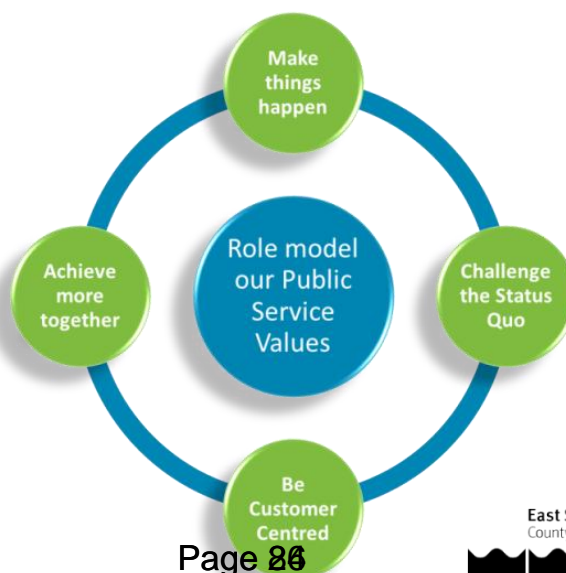 Make
things
happen
Role model
our Public
Service
Values
Achieve
more
together
Challenge
the Status
Quo
Be
Customer
Centred
Page
East